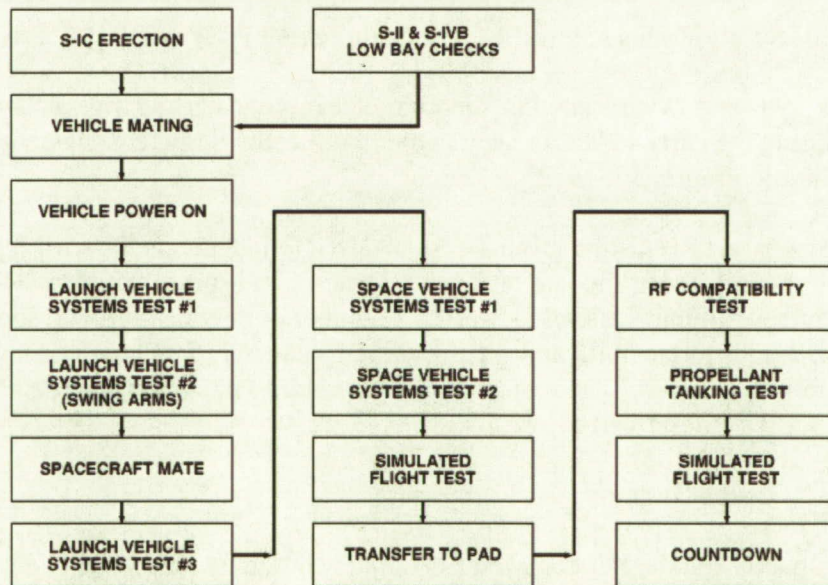 S-IC ERECTION
S-II & S-IVB
LOW BAY CHECKS
VEHICLE MATING
VEHICLE POWER ON
LAUNCH VEHICLE
SYSTEMS TEST #1
LAUNCH VEHICLE
SYSTEMS TEST #2
(SWING ARMS)
SPACECRAFT MATE
LAUNCH VEHICLE
SYSTEMS TEST #3
SPACE VEHICLE
SYSTEMS TEST #1
SPACE VEHICLE
SYSTEMS TEST #2
SIMULATED
FLIGHT TEST
TRANSFER TO PAD
RF COMPATIBILITY
TEST
PROPELLANT
TANKING TEST
SIMULATED
FLIGHT TEST
COUNTDOWN